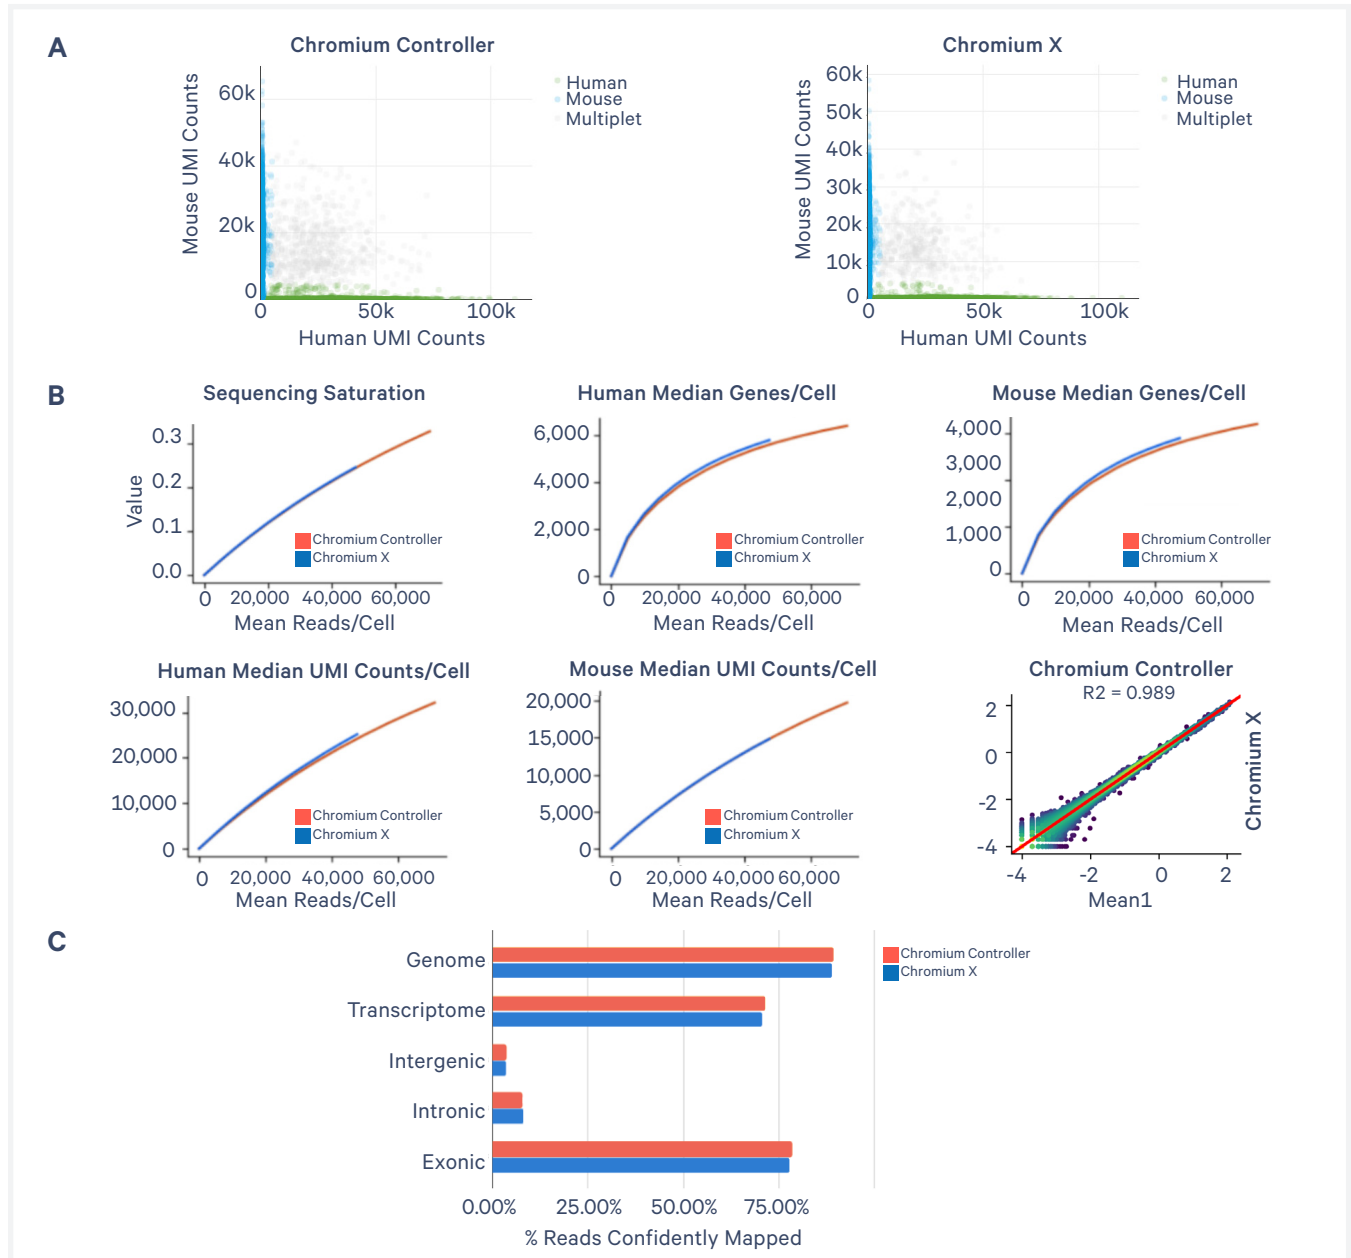 A
Chromium Controller
Mouse UMI Counts
60k
40k
20k
0
0
50k
100k
Human UMI Counts
Human
Mouse
Multiplet
Chromium X
Mouse UMI Counts
60k
50k
40k
30k
20k
10k
0
0
50k
100k
Human UMI Counts
Human
Mouse
Multiplet
B
Sequencing Saturation
Value
0.3
0.2
0.1
0.0
Chromium Controller
Chromium X
0 20,000 40,000 60,000
Mean Reads/Cell
Human Median Genes/Cell
6,000
4,000
2,000
0
Chromium Controller
Chromium X
0 20,000 40,000 60,000
Mean Reads/Cell
Mouse Median Genes/Cell
4,000
3,000
2,000
1,000
0
Chromium Controller
Chromium X
0 20,000 40,000 60,000
Mean Reads/Cell
Human Median UMI Counts/Cell
30,000
20,000
10,000
0
Chromium Controller
Chromium X
0 20,000 40,000 60,000
Mean Reads/Cell
Mouse Median UMI Counts/Cell
20,000
15,000
10,000
5,000
0
Chromium Controller
Chromium X
0 20,000 40,000 60,000
Mean Reads/Cell
Chromium Controller
R2 = 0.989
2
0
-2
-4
Chromium X
-4 -2 0 2
Mean1
C
Genome
Transcriptome
Intergenic
Intronic
Exonic
0.00% 25.00% 50.00% 75.00%
% Reads Confidently Mapped
Chromium Controller
Chromium X